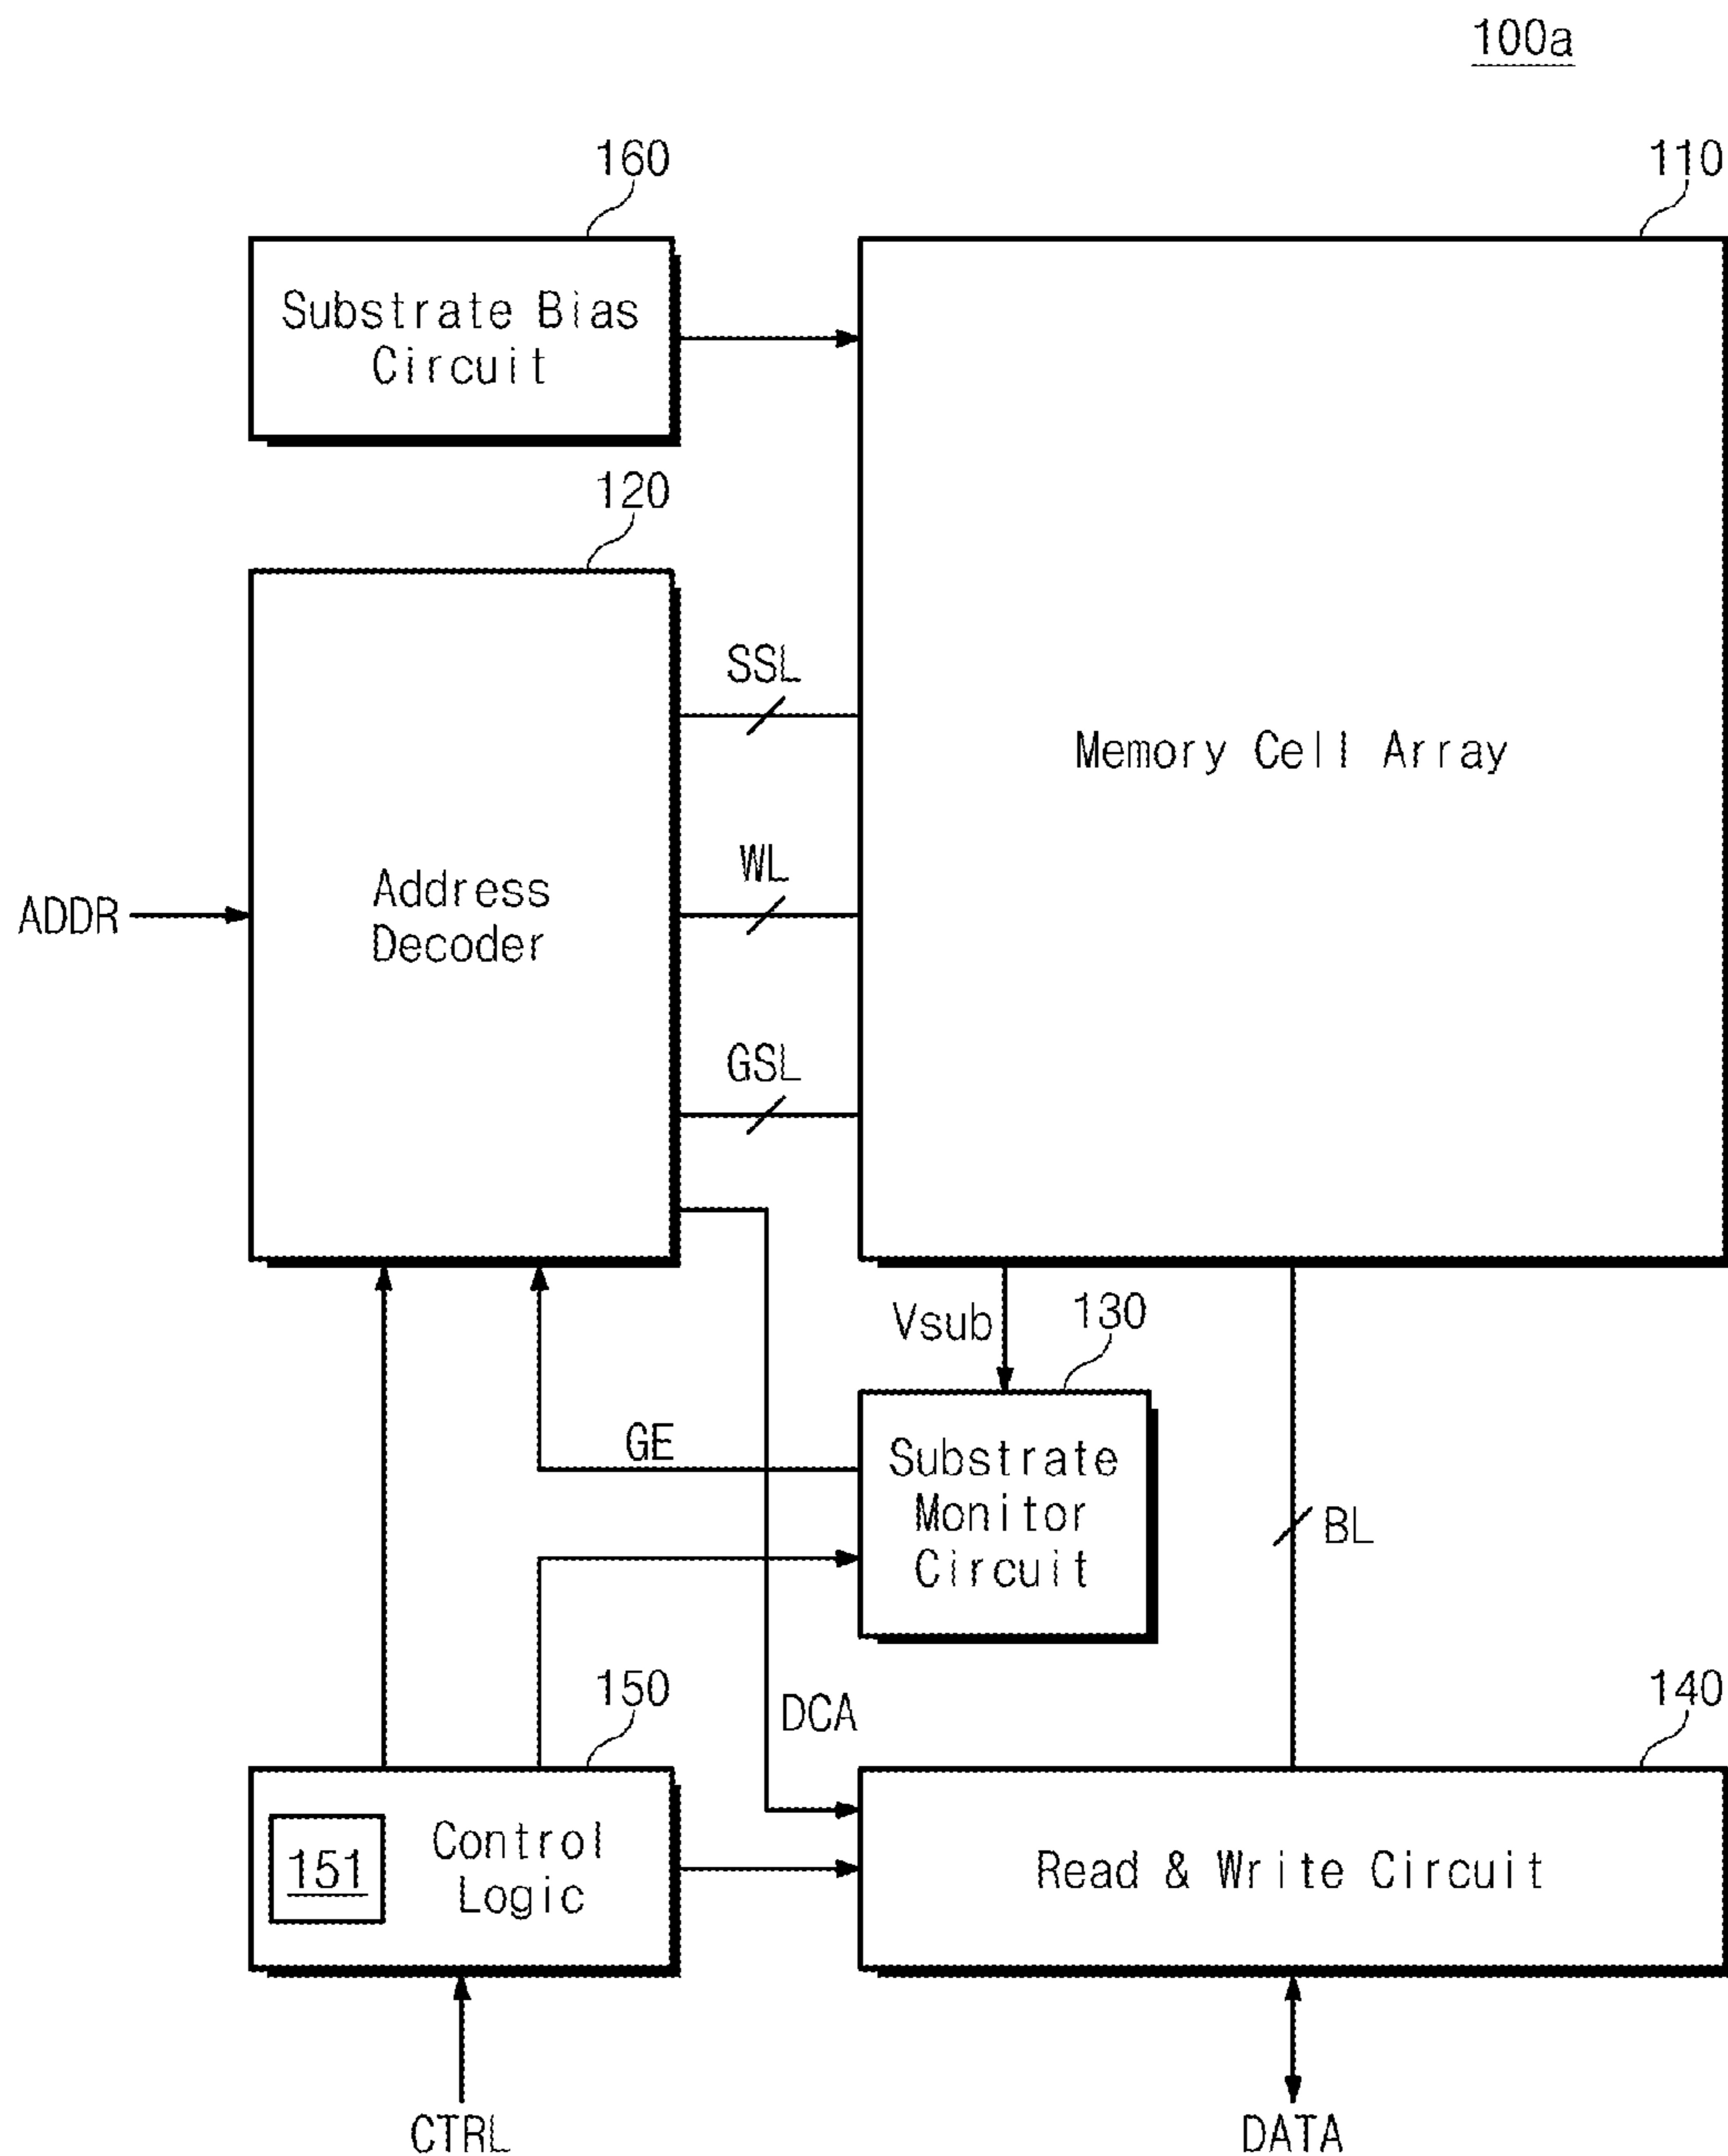 100a
160
110
Substrate Bias
Circuit
120
SSL
Memory Cell Array
WL
Address
Decoder
ADDR
GSL
Vsub
130
GE
Substrate
Monitor
Circuit
BL
150
DCA
140
151
Control
Logic
Read & Write Circuit
CTRL
DATA